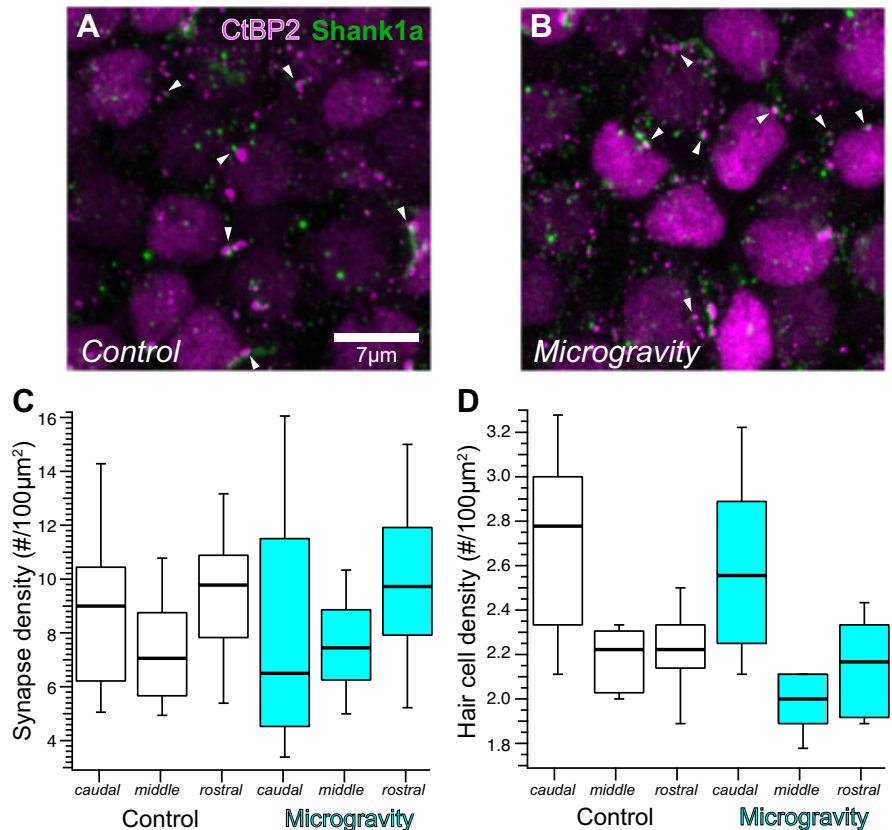 A CtBP2 Shank1a
B
Control 7µm
Microgravity
C
Synapse density (#/100µm²)
16
14
12
10
8
6
4
caudal middle rostral caudal middle rostral
Control Microgravity
D
Hair cell density (#/100µm²)
3.2
3.0
2.8
2.6
2.4
2.2
2.0
1.8
caudal middle rostral caudal middle rostral
Control Microgravity